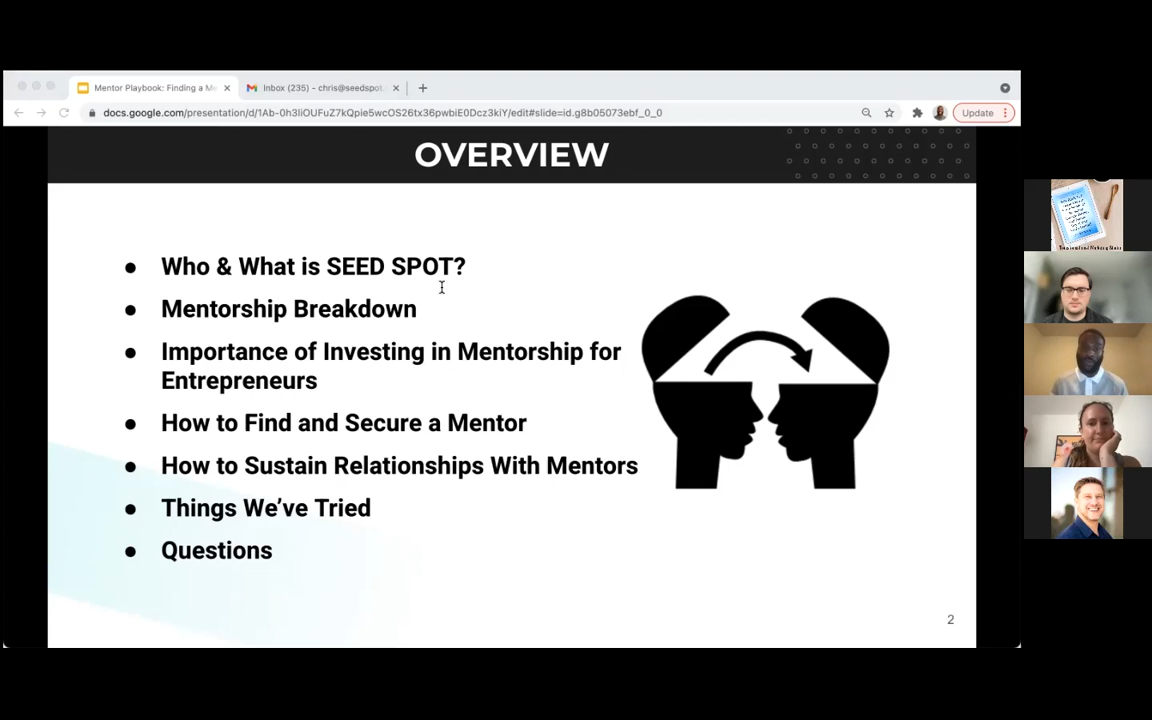 Mentor Playbook: Finding a Me
Inbox (235) - chris@seedspot.
docs.google.com/presentation/d/1Ab-0h3liOUFuZ7kQpie5wcOS26tx36pwbiE0Dcz3kiY/edit#slide=id.g8b05073ebf_0_0
Update
OVERVIEW
● Who & What is SEED SPOT?
● Mentorship Breakdown
● Importance of Investing in Mentorship for
Entrepreneurs
● How to Find and Secure a Mentor
● How to Sustain Relationships With Mentors
● Things We’ve Tried
● Questions
2